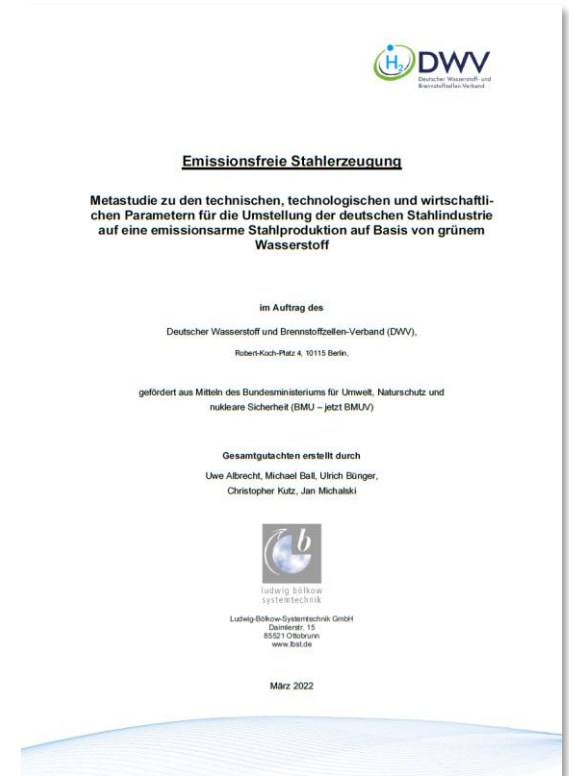 H2 DWV
Deutscher Wasserstoff- und
Brennstoffzellen-Verband
Emissionsfreie Stahlerzeugung
Metastudie zu den technischen, technologischen und wirtschaftli-
chen Parametern für die Umstellung der deutschen Stahlindustrie
auf eine emissionsarme Stahlproduktion auf Basis von grünem
Wasserstoff
im Auftrag des
Deutscher Wasserstoff und Brennstoffzellen-Verband (DWV),
Robert-Koch-Platz 4, 10115 Berlin,
gefördert aus Mitteln des Bundesministeriums für Umwelt, Naturschutz und
nukleare Sicherheit (BMU – jetzt BMUV)
Gesamtgutachten erstellt durch
Uwe Albrecht, Michael Ball, Ulrich Bünger,
Christopher Kutz, Jan Michalski
b
ludwig bölkow
systemtechnik
Ludwig-Bölkow-Systemtechnik GmbH
Daimlerstr. 15
85521 Ottobrunn
www.lbst.de
März 2022